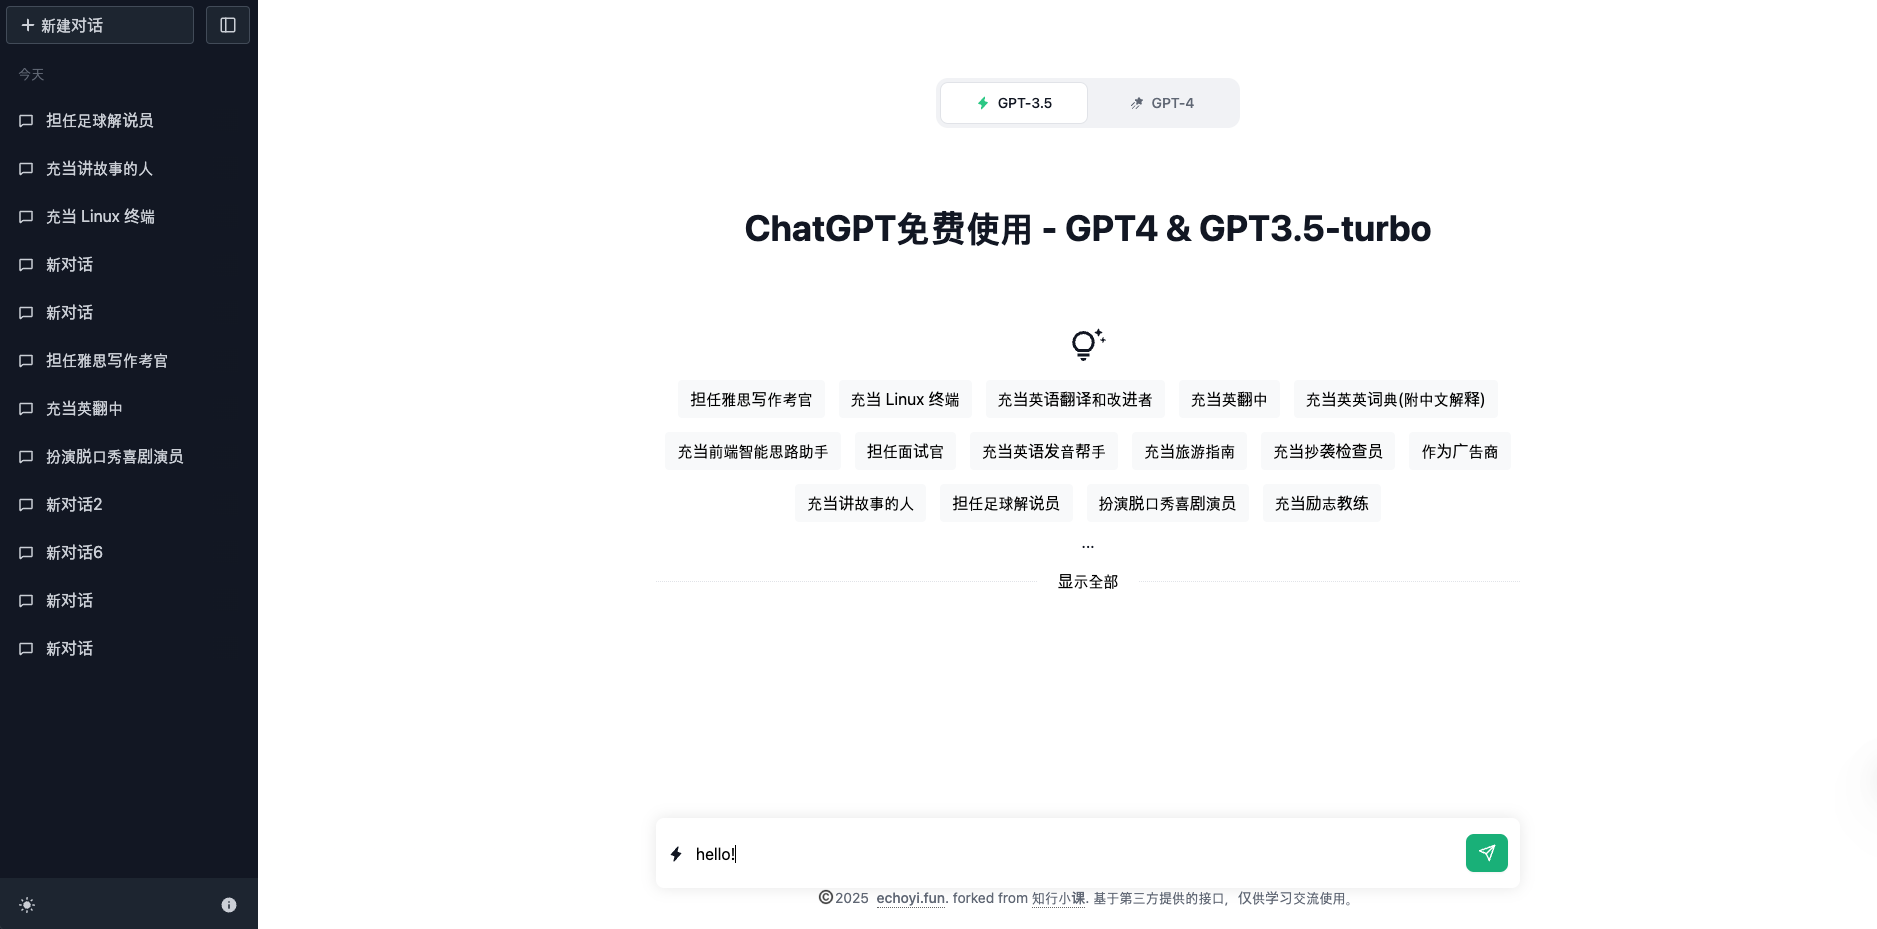 新建对话
今天
担任足球解说员
充当讲故事的人
充当 Linux 终端
新对话
新对话
担任雅思写作考官
充当英翻中
扮演脱口秀喜剧演员
新对话2
新对话6
新对话
新对话
GPT-3.5 GPT-4
ChatGPT免费使用 - GPT4 & GPT3.5-turbo
担任雅思写作考官 充当 Linux 终端 充当英语翻译和改进者 充当英翻中 充当英英词典(附中文解释)
充当前端智能思路助手 担任面试官 充当英语发音帮手 充当旅游指南 充当抄袭检查员 作为广告商
充当讲故事的人 担任足球解说员 扮演脱口秀喜剧演员 充当励志教练
...
显示全部
hello!
©2025 echoyi.fun. forked from 知行小课. 基于第三方提供的接口，仅供学习交流使用。